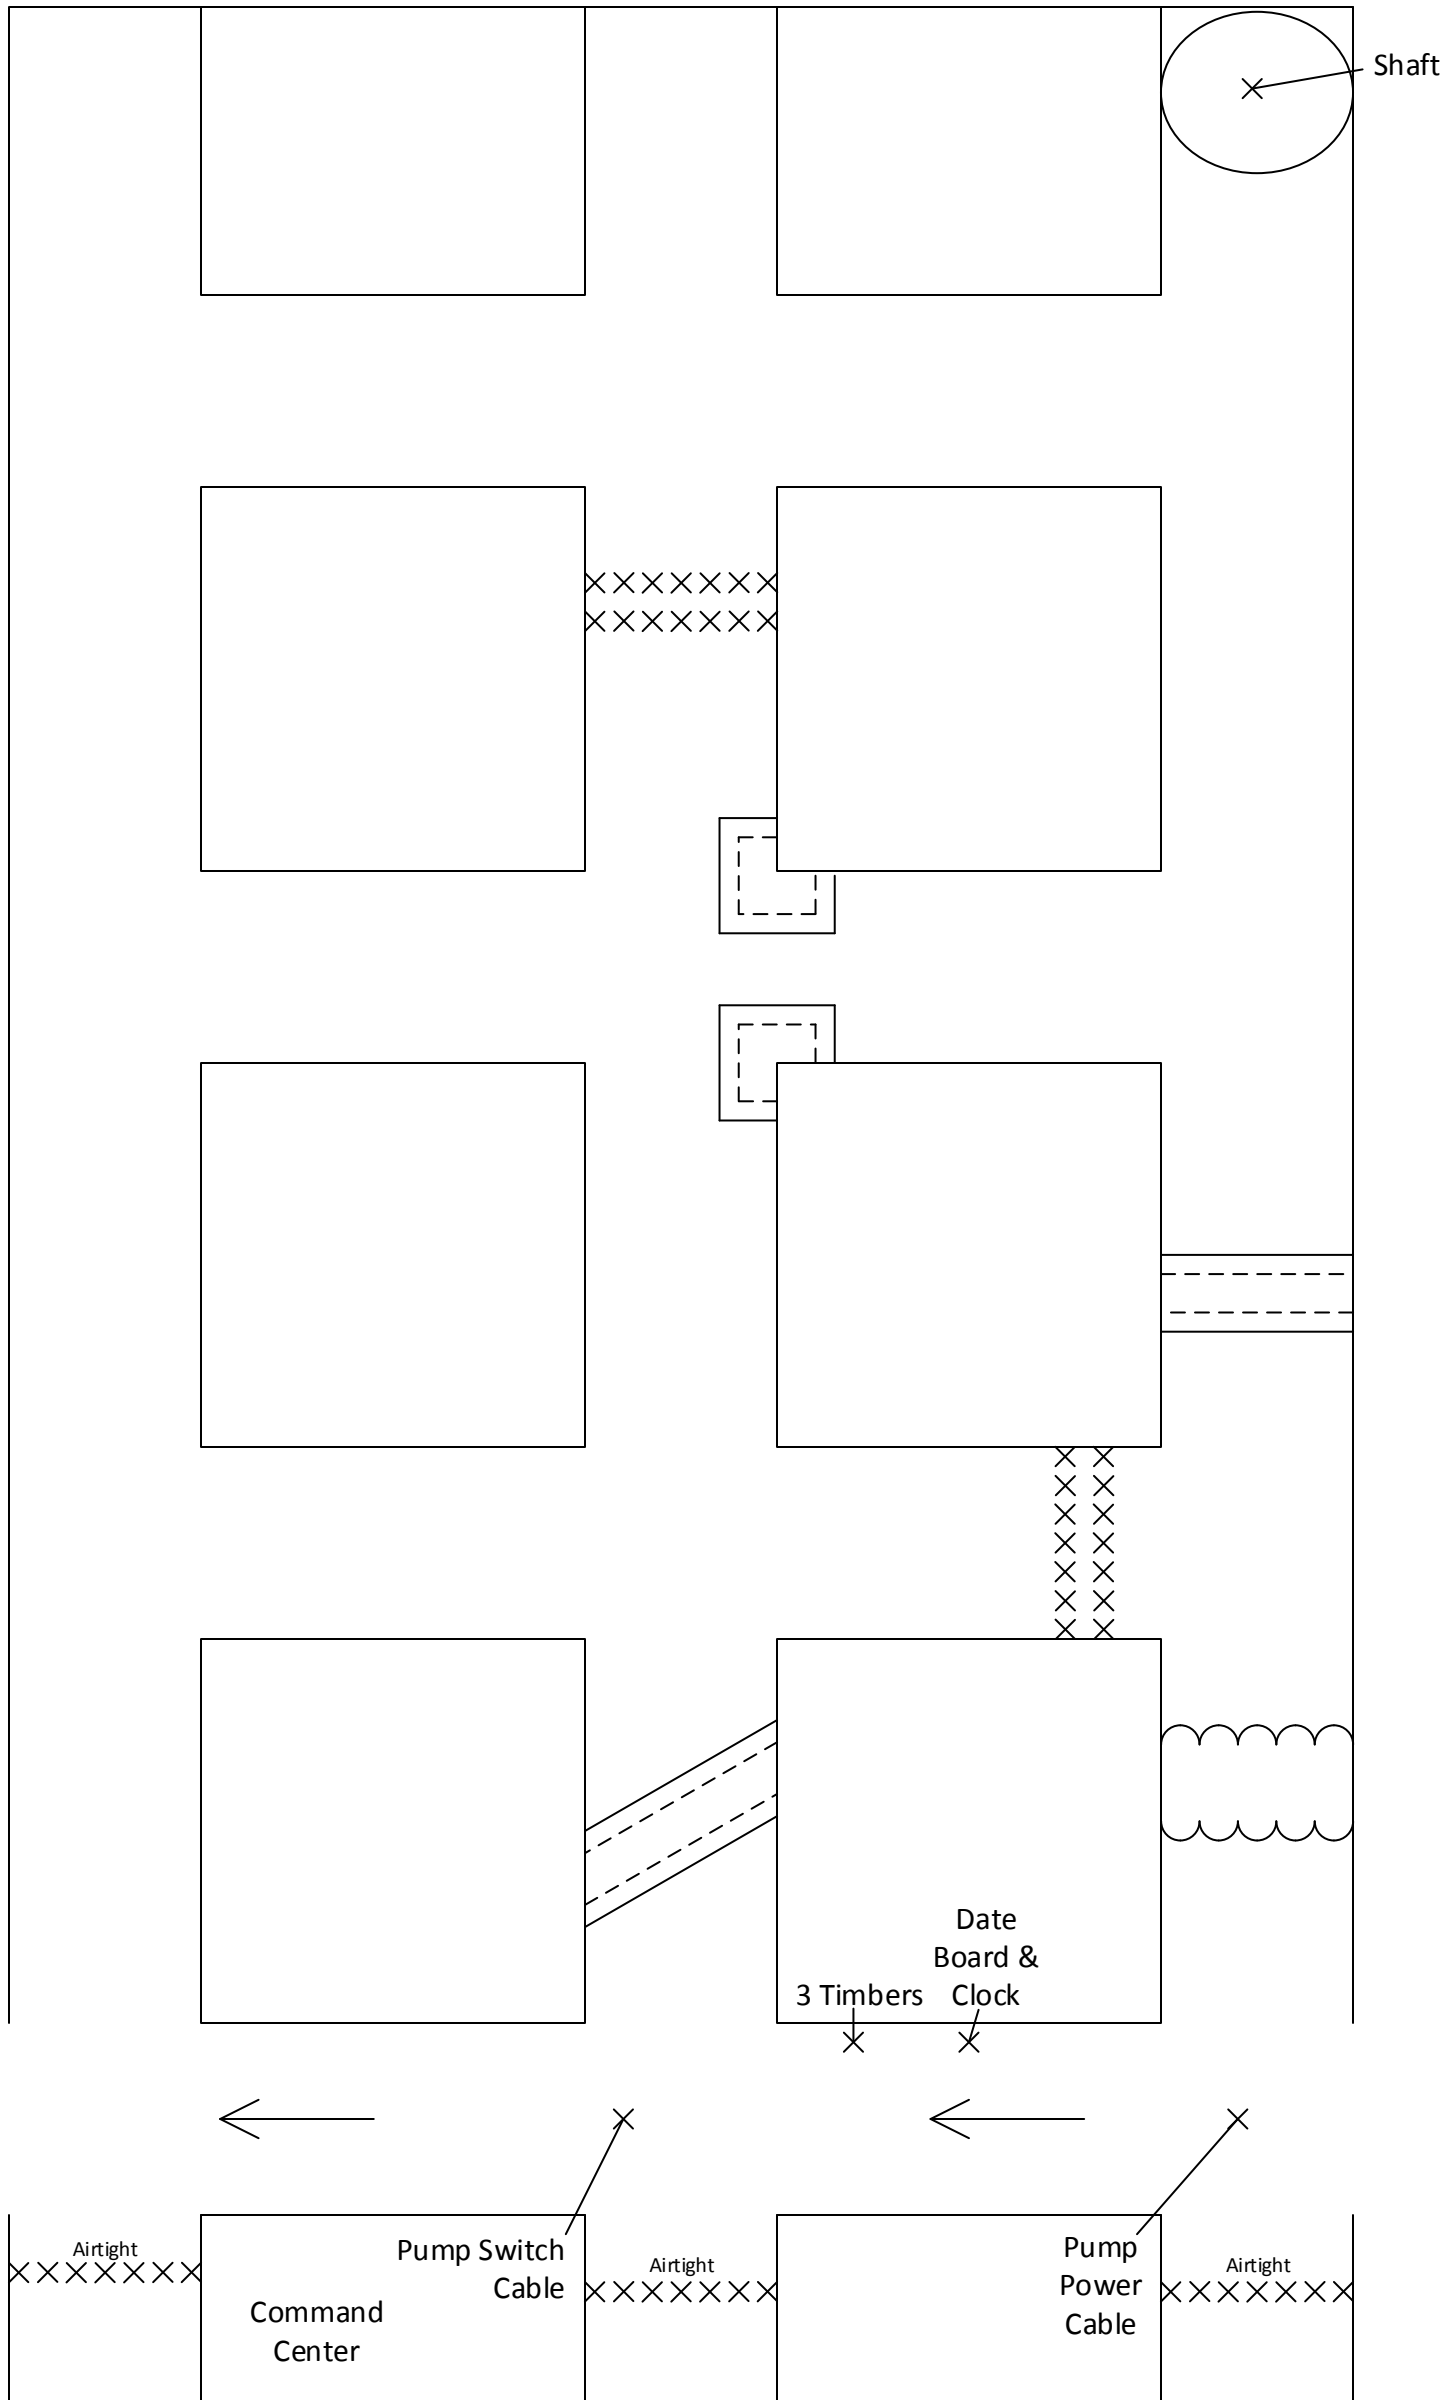 Shaft
Date
Board &
3 Timbers Clock
Airtight
Pump Switch
Cable
Command
Center
Airtight
Pump
Power
Cable
Airtight